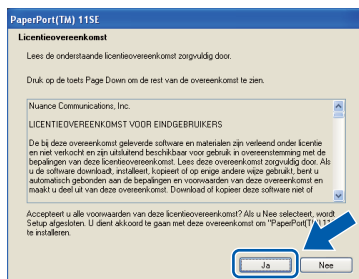 PaperPort(TM) 11SE
Licentieovereenkomst
Lees de onderstaande licentieovereenkomst zorgvuldig door.
Druk op de toets Page Down om de rest van de overeenkomst te zien.
Nuance Communications, Inc.
LICENTIEOVEREENKOMST VOOR EINDGEBRUIKERS
De bij deze overeenkomst geleverde software en materialen zijn verleend onder licentie
en niet verkocht en zijn uitsluitend beschikbaar voor gebruik in overeenstemming met de
bepalingen van deze licentieovereenkomst. Lees deze overeenkomst zorgvuldig door. Als
u de software downloadt, installeert, kopieert of op enige andere wijze gebruikt, bent u
automatisch gebonden aan de bepalingen en voorwaarden van deze overeenkomst en
maakt u deel uit van deze overeenkomst. Download of kopieer deze software niet of
Accepteert u alle voorwaarden van deze licentieovereenkomst? Als u Nee selecteert, wordt
Setup afgesloten. U dient akkoord te gaan met deze overeenkomst om "PaperPort(TM) 11
te installeren.
Ja
Nee